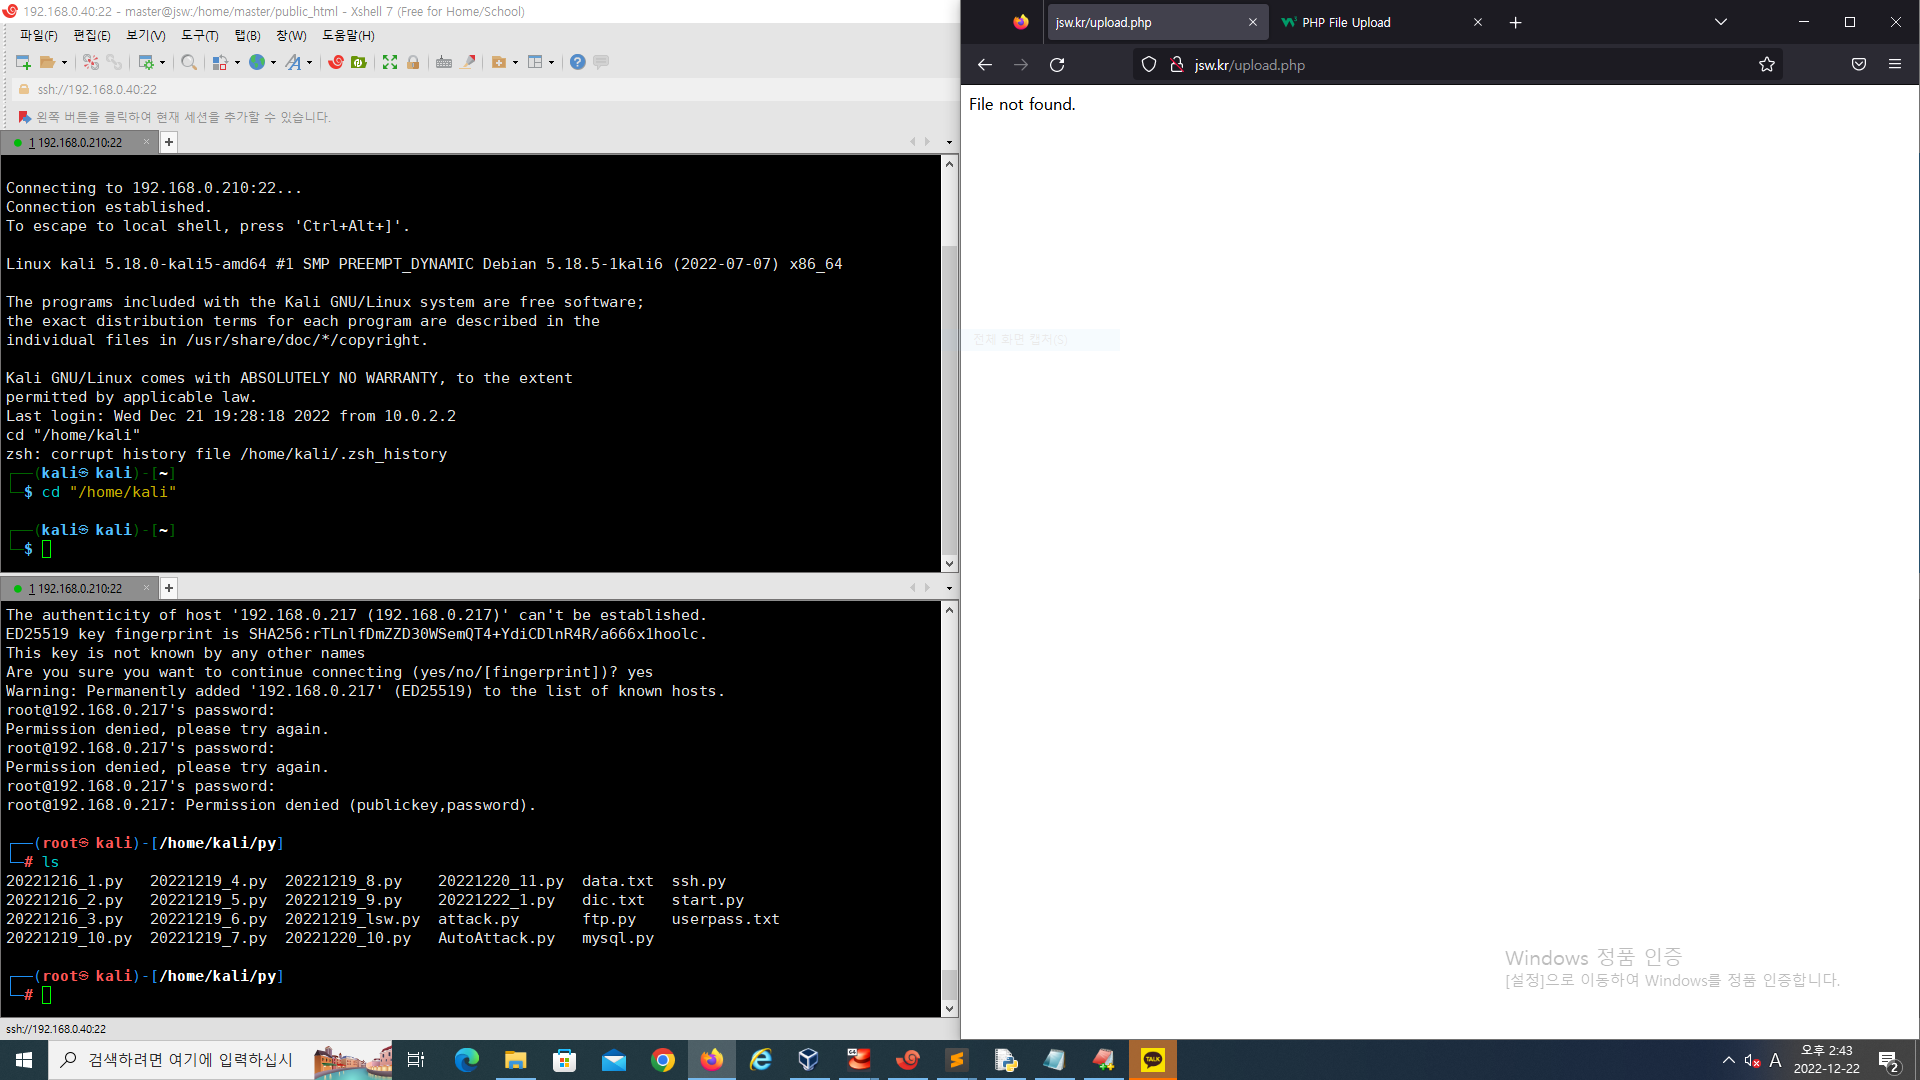 192.168.0.40:22 - master@jsw:/home/master/public_html - Xshell 7 (Free for Home/School)
파일(F) 편집(E) 보기(V) 도구(T) 탭(B) 창(W) 도움말(H)
ssh://192.168.0.40:22
왼쪽 버튼을 클릭하여 현재 세션을 추가할 수 있습니다.
1 192.168.0.210:22
Connecting to 192.168.0.210:22...
Connection established.
To escape to local shell, press 'Ctrl+Alt+]'.
Linux kali 5.18.0-kali5-amd64 #1 SMP PREEMPT_DYNAMIC Debian 5.18.5-1kali6 (2022-07-07) x86_64
The programs included with the Kali GNU/Linux system are free software;
the exact distribution terms for each program are described in the
individual files in /usr/share/doc/*/copyright.
Kali GNU/Linux comes with ABSOLUTELY NO WARRANTY, to the extent
permitted by applicable law.
Last login: Wed Dec 21 19:28:18 2022 from 10.0.2.2
cd "/home/kali"
zsh: corrupt history file /home/kali/.zsh_history
┌──(kali㉿kali)-[~]
└─$ cd "/home/kali"
┌──(kali㉿kali)-[~]
└─$
1 192.168.0.210:22
The authenticity of host '192.168.0.217 (192.168.0.217)' can't be established.
ED25519 key fingerprint is SHA256:rTLnlfDmZZD30WSemQT4+YdiCDlnR4R/a666x1hoolc.
This key is not known by any other names
Are you sure you want to continue connecting (yes/no/[fingerprint])? yes
Warning: Permanently added '192.168.0.217' (ED25519) to the list of known hosts.
root@192.168.0.217's password:
Permission denied, please try again.
root@192.168.0.217's password:
Permission denied, please try again.
root@192.168.0.217's password:
root@192.168.0.217: Permission denied (publickey,password).
┌──(root㉿kali)-[/home/kali/py]
└─# ls
20221216_1.py 20221219_4.py 20221219_8.py 20221220_11.py data.txt ssh.py
20221216_2.py 20221219_5.py 20221219_9.py 20221222_1.py dic.txt start.py
20221216_3.py 20221219_6.py 20221219_lsw.py attack.py ftp.py userpass.txt
20221219_10.py 20221219_7.py 20221220_10.py AutoAttack.py mysql.py
┌──(root㉿kali)-[/home/kali/py]
└─#
ssh://192.168.0.40:22
jsw.kr/upload.php
PHP File Upload
jsw.kr/upload.php
File not found.
전체 화면 캡처(S)
Windows 정품 인증
[설정]으로 이동하여 Windows를 정품 인증합니다.
검색하려면 여기에 입력하십시
TALK
A
오후 2:43
2022-12-22
2